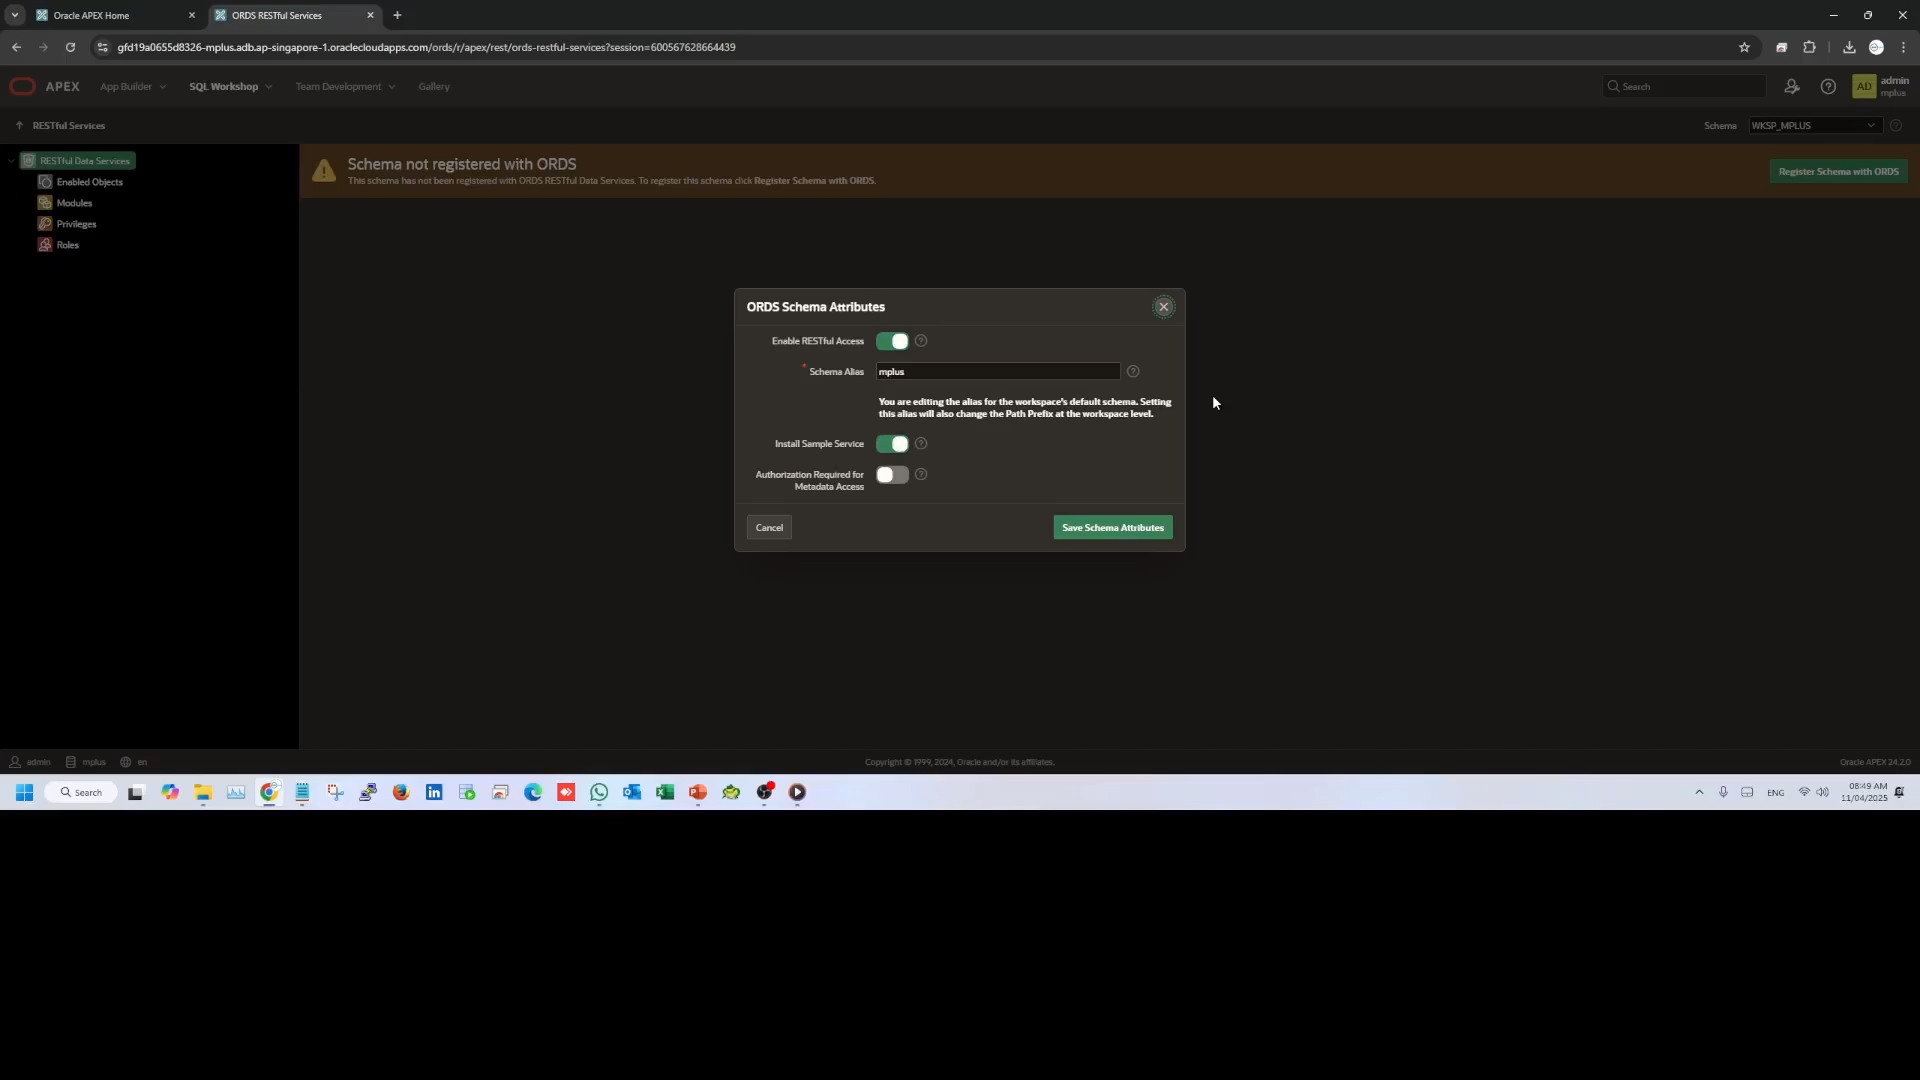 Oracle APEX Home
ORDS RESTful Services
gfd19a0655d8326-mplus.adb.ap-singapore-1.oraclecloudapps.com/ords/r/apex/rest/ords-restful-services?session=600567628664439
APEX App Builder SQL Workshop Team Development Gallery
Search
AD admin
mplus
RESTful Services
Schema WKSP_MPLUS
RESTful Data Services
Enabled Objects
Modules
Privileges
Roles
Schema not registered with ORDS
This schema has not been registered with ORDS RESTful Data Services. To register this schema click Register Schema with ORDS.
Register Schema with ORDS
ORDS Schema Attributes
Enable RESTful Access
* Schema Alias mplus
You are editing the alias for the workspace's default schema. Setting
this alias will also change the Path Prefix at the workspace level.
Install Sample Service
Authorization Required for
Metadata Access
Cancel
Save Schema Attributes
admin mplus en
Copyright © 1999, 2024, Oracle and/or its affiliates.
Oracle APEX 24.2.0
Search
ENG
08:49 AM
11/04/2025